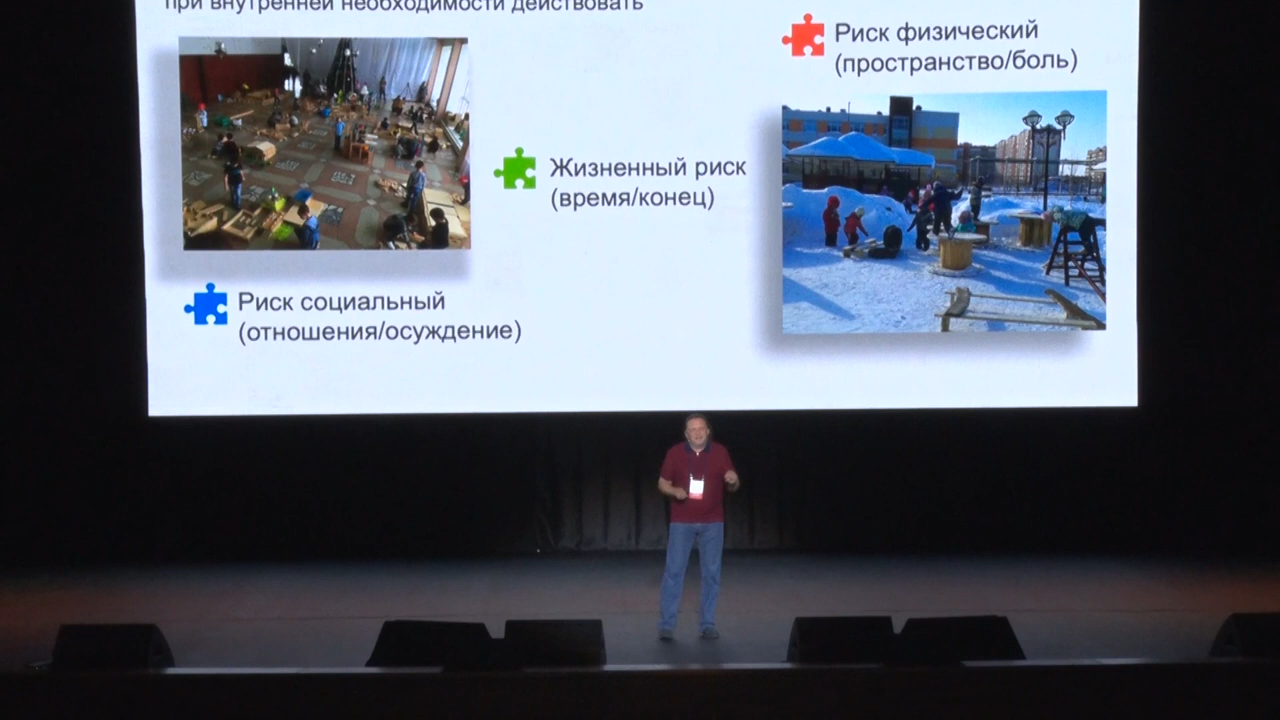 при внутренней необходимости действовать
Риск физический
(пространство/боль)
Жизненный риск
(время/конец)
Риск социальный
(отношения/осуждение)